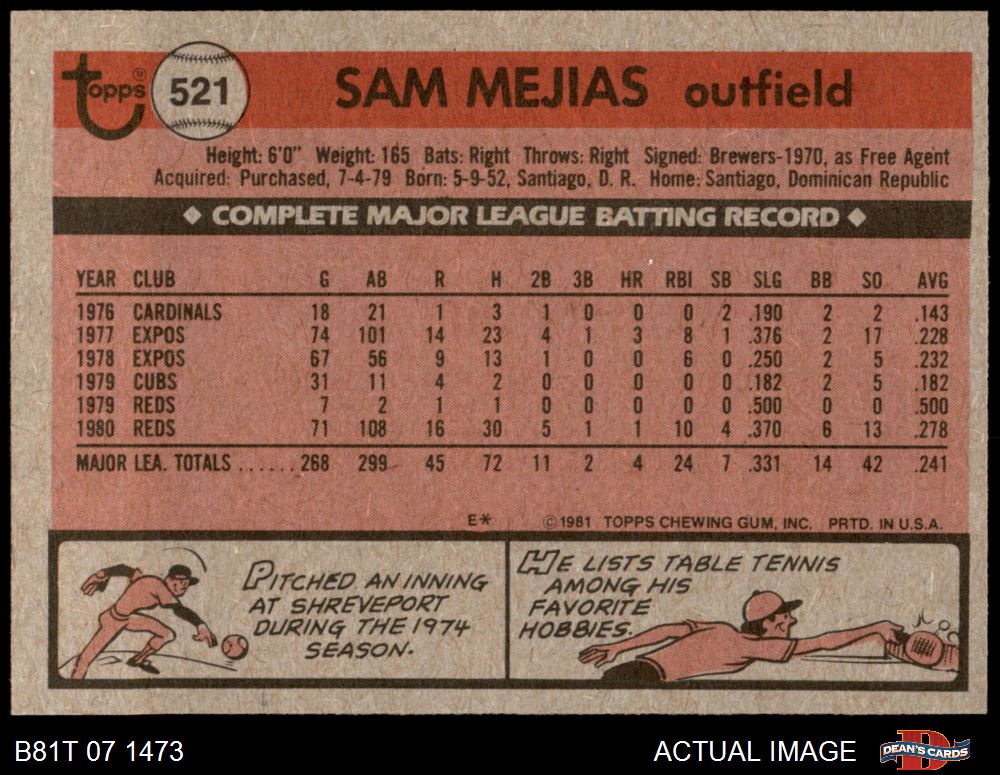 topps® 521 SAM MEJIAS outfield
Height: 6'0" Weight: 165 Bats: Right Throws: Right Signed: Brewers-1970, as Free Agent
Acquired: Purchased, 7-4-79 Born: 5-9-52, Santiago, D. R. Home: Santiago, Dominican Republic
◆ COMPLETE MAJOR LEAGUE BATTING RECORD ◆
YEAR CLUB G AB R H 2B 3B HR RBI SB SLG BB SO AVG
1976 CARDINALS 18 21 1 3 1 0 0 0 2 .190 2 2 .143
1977 EXPOS 74 101 14 23 4 1 3 8 1 .376 2 17 .228
1978 EXPOS 67 56 9 13 1 0 0 6 0 .250 2 5 .232
1979 CUBS 31 11 4 2 0 0 0 0 0 .182 2 5 .182
1979 REDS 7 2 1 1 0 0 0 0 0 .500 0 0 .500
1980 REDS 71 108 16 30 5 1 1 10 4 .370 6 13 .278
MAJOR LEA. TOTALS ...... 268 299 45 72 11 2 4 24 7 .331 14 42 .241
E* ©1981 TOPPS CHEWING GUM, INC. PRTD. IN U.S.A.
PITCHED AN INNING
AT SHREVEPORT
DURING THE 1974
SEASON.
HE LISTS TABLE TENNIS
AMONG HIS
FAVORITE
HOBBIES.
B81T 07 1473 ACTUAL IMAGE DEAN'S CARDS